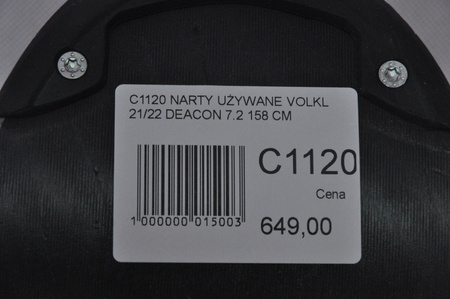 C1120 NARTY UŻYWANE VOLKL
21/22 DEACON 7.2 158 CM
C1120
Cena
1 000000 015003
649,00